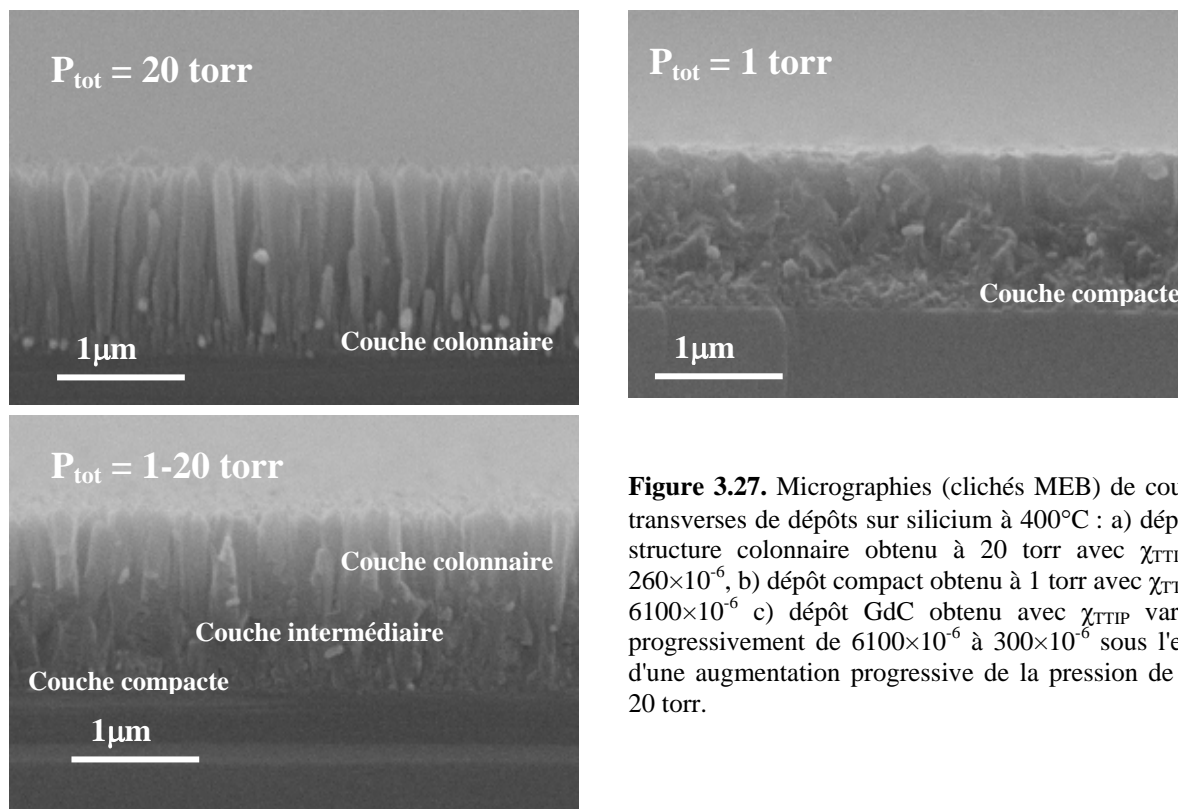 P_tot = 20 torr
Couche colonnaire
1μm
P_tot = 1 torr
Couche compacte
1μm
P_tot = 1-20 torr
Couche colonnaire
Couche intermédiaire
Couche compacte
1μm
Figure 3.27. Micrographies (clichés MEB) de cou
transverses de dépôts sur silicium à 400°C : a) dép
structure colonnaire obtenu à 20 torr avec χTTI
260×10⁻⁶, b) dépôt compact obtenu à 1 torr avec χTT
6100×10⁻⁶ c) dépôt GdC obtenu avec χTTIP var
progressivement de 6100×10⁻⁶ à 300×10⁻⁶ sous l'e
d'une augmentation progressive de la pression de
20 torr.